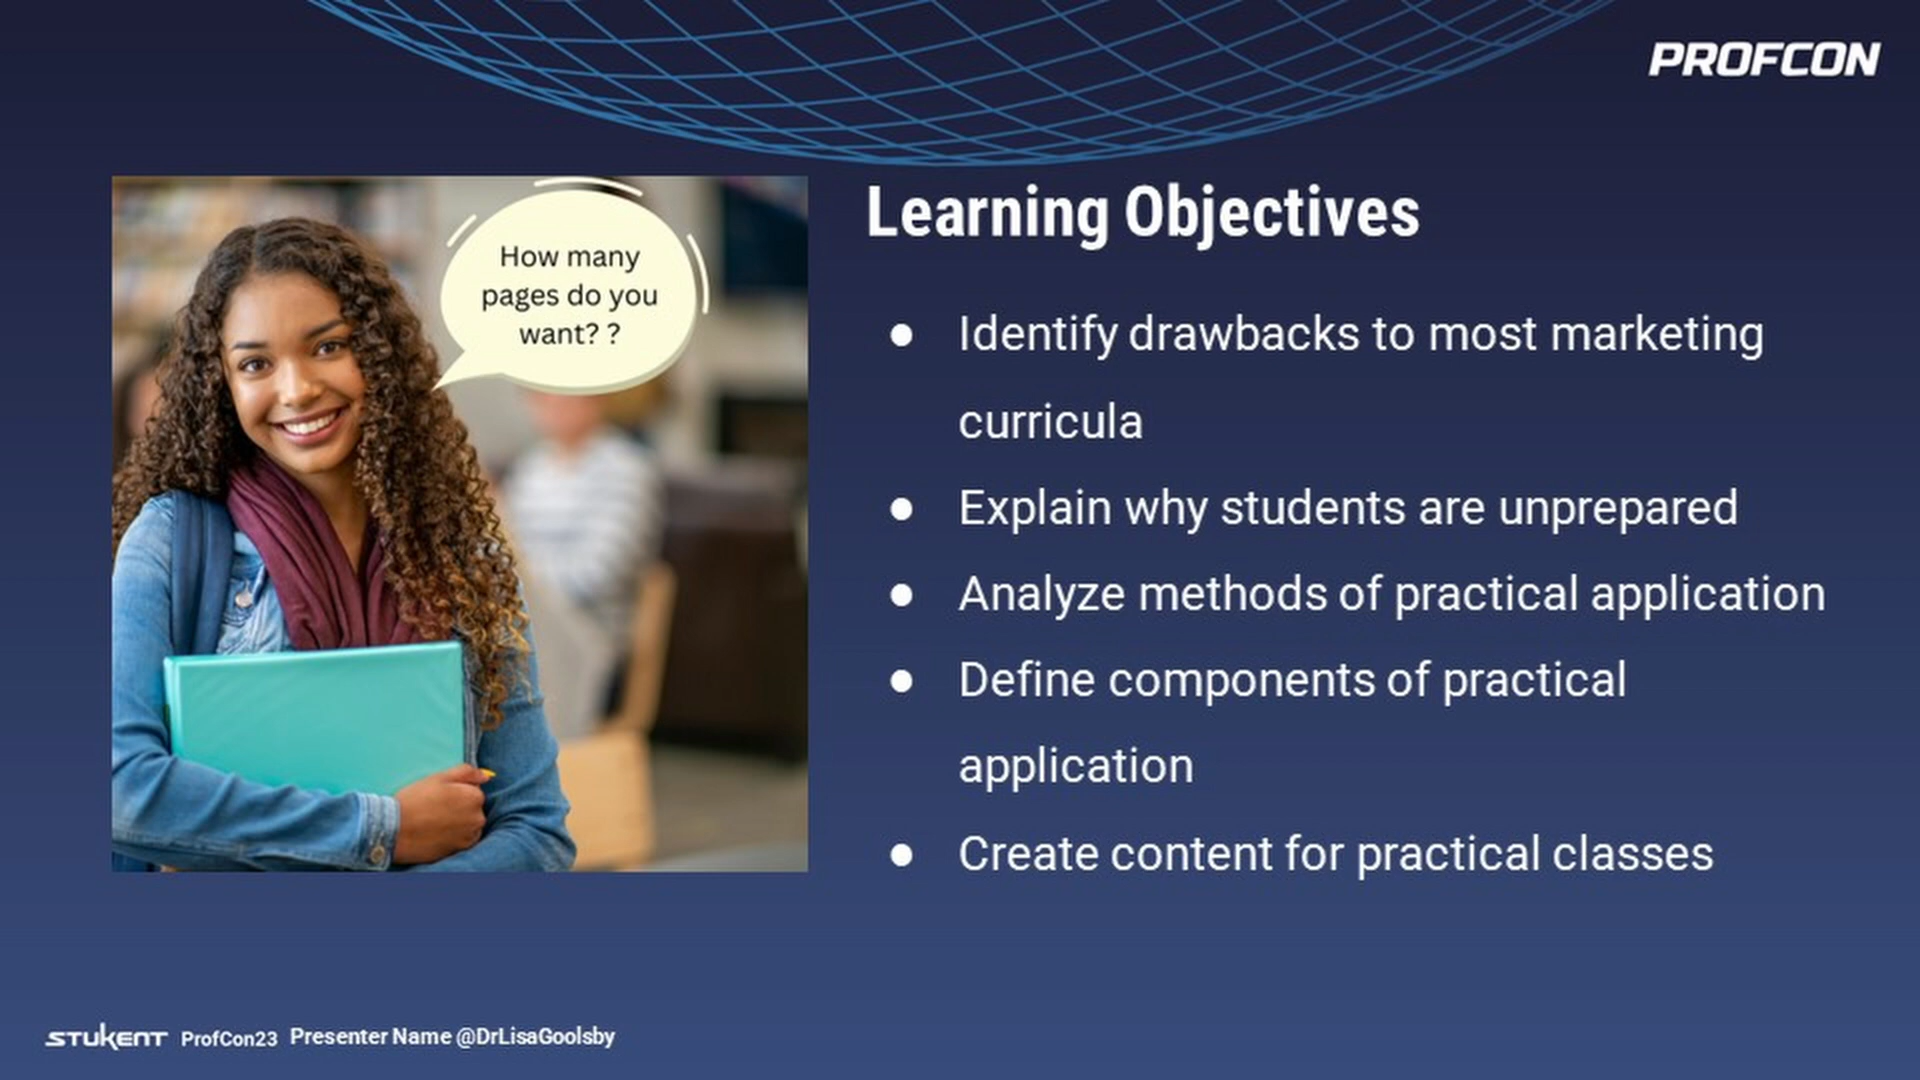 PROFCON
How many
pages do you
want? ?
Learning Objectives
● Identify drawbacks to most marketing
curricula
● Explain why students are unprepared
● Analyze methods of practical application
● Define components of practical
application
● Create content for practical classes
STUKENT ProfCon23 Presenter Name @DrLisaGoolsby